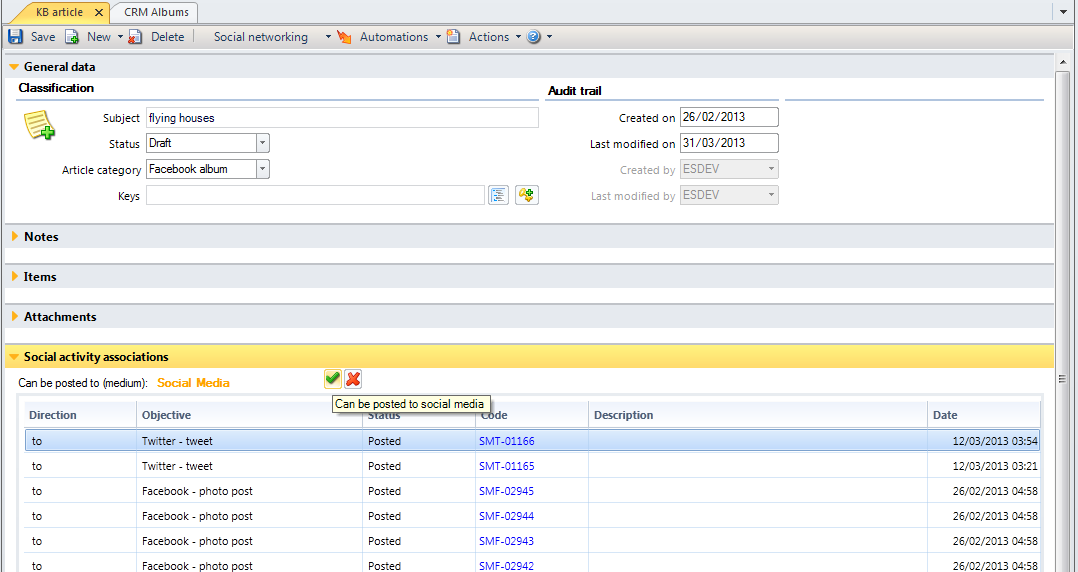 KB article CRM Albums
Save New Delete Social networking Automations Actions
General data
Classification Audit trail
Subject flying houses Created on 26/02/2013
Status Draft Last modified on 31/03/2013
Article category Facebook album Created by ESDEV
Keys Last modified by ESDEV
Notes
Items
Attachments
Social activity associations
Can be posted to (medium): Social Media
Can be posted to social media
Direction Objective Status Code Description Date
to Twitter - tweet Posted SMT-01166 12/03/2013 03:54
to Twitter - tweet Posted SMT-01165 12/03/2013 03:21
to Facebook - photo post Posted SMF-02945 26/02/2013 04:58
to Facebook - photo post Posted SMF-02944 26/02/2013 04:58
to Facebook - photo post Posted SMF-02943 26/02/2013 04:58
to Facebook - photo post Posted SMF-02942 26/02/2013 04:58